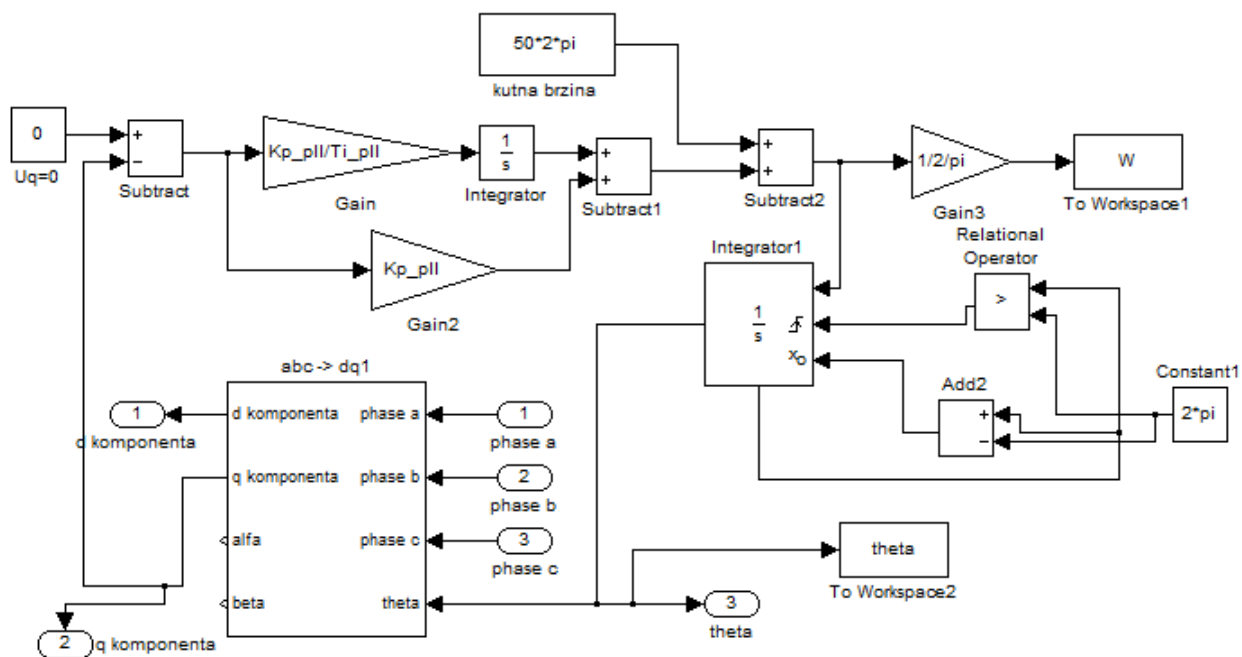 50*2*pi
kutna brzina
0
Uq=0
+
−
Subtract
Kp_pll/Ti_pll
Gain
1
s
Integrator
+
+
Subtract1
+
+
Subtract2
1/2/pi
Gain3
W
To Workspace1
Kp_pll
Gain2
Integrator1
1
s
xo
Relational
Operator
>
Add2
+
−
Constant1
2*pi
abc -> dq1
d komponenta
q komponenta
alfa
beta
phase a
phase b
phase c
theta
1
d komponenta
2
q komponenta
1
phase a
2
phase b
3
phase c
theta
To Workspace2
3
theta